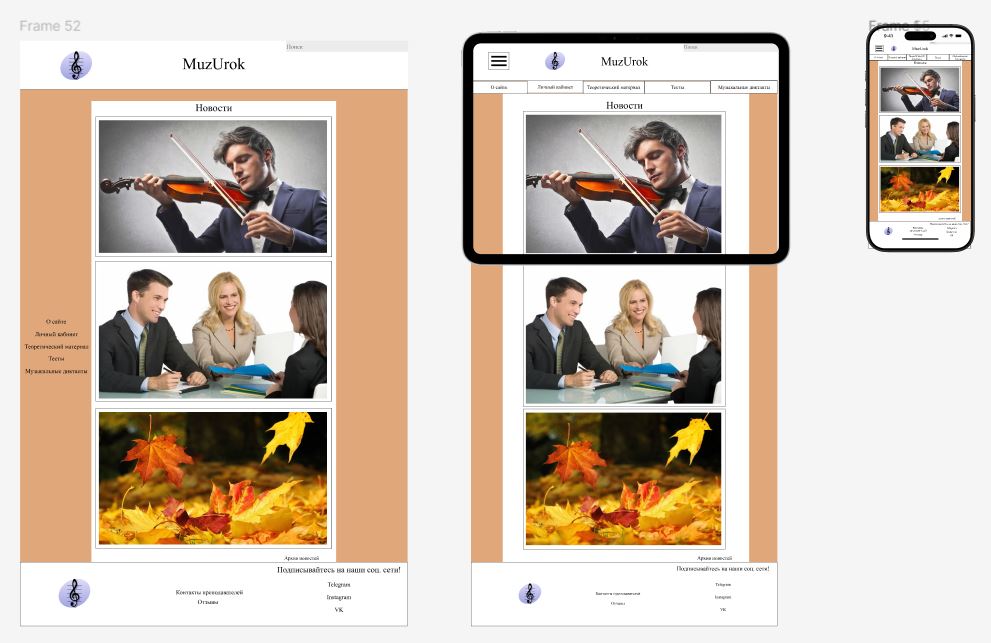 Frame 52
Поиск
MuzUrok
Новости
О сайте
Личный кабинет
Теоретический материал
Тесты
Музыкальные диктанты
Архив новостей
Подписывайтесь на наши соц. сети!
Контакты преподавателей
Отзывы
Telegram
Instagram
VK
Поиск
MuzUrok
О сайте
Личный кабинет
Теоретический материал
Тесты
Музыкальные диктанты
Новости
Архив новостей
Подписывайтесь на наши соц. сети!
Контакты преподавателей
Отзывы
Telegram
Instagram
VK
Frame
9:41
MuzUrok
Новости